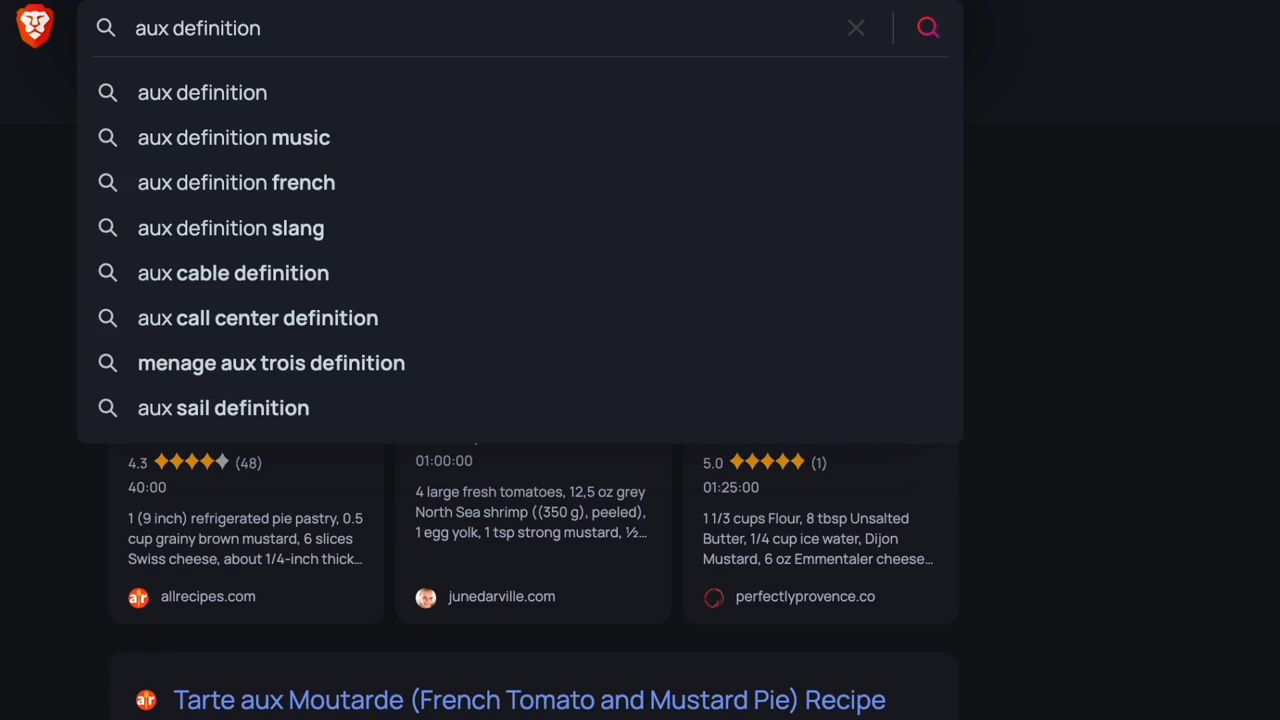 aux definition
aux definition
aux definition music
aux definition french
aux definition slang
aux cable definition
aux call center definition
menage aux trois definition
aux sail definition
4.3 (48)
40:00
1 (9 inch) refrigerated pie pastry, 0.5
cup grainy brown mustard, 6 slices
Swiss cheese, about 1/4-inch thick...
allrecipes.com
01:00:00
4 large fresh tomatoes, 12,5 oz grey
North Sea shrimp ((350 g), peeled),
1 egg yolk, 1 tsp strong mustard, ½...
junedarville.com
5.0 (1)
01:25:00
1 1/3 cups Flour, 8 tbsp Unsalted
Butter, 1/4 cup ice water, Dijon
Mustard, 6 oz Emmentaler cheese...
perfectlyprovence.co
ar Tarte aux Moutarde (French Tomato and Mustard Pie) Recipe